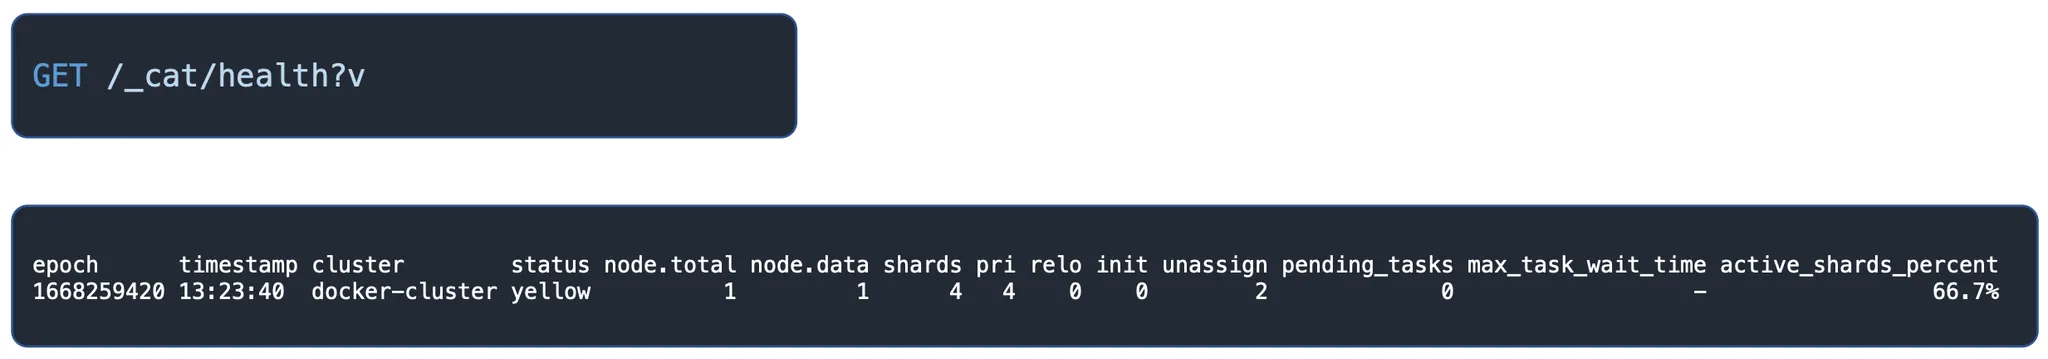 GET /_cat/health?v
epoch timestamp cluster status node.total node.data shards pri relo init unassign pending_tasks max_task_wait_time active_shards_percent
1668259420 13:23:40 docker-cluster yellow 1 1 4 4 0 0 2 0 - 66.7%